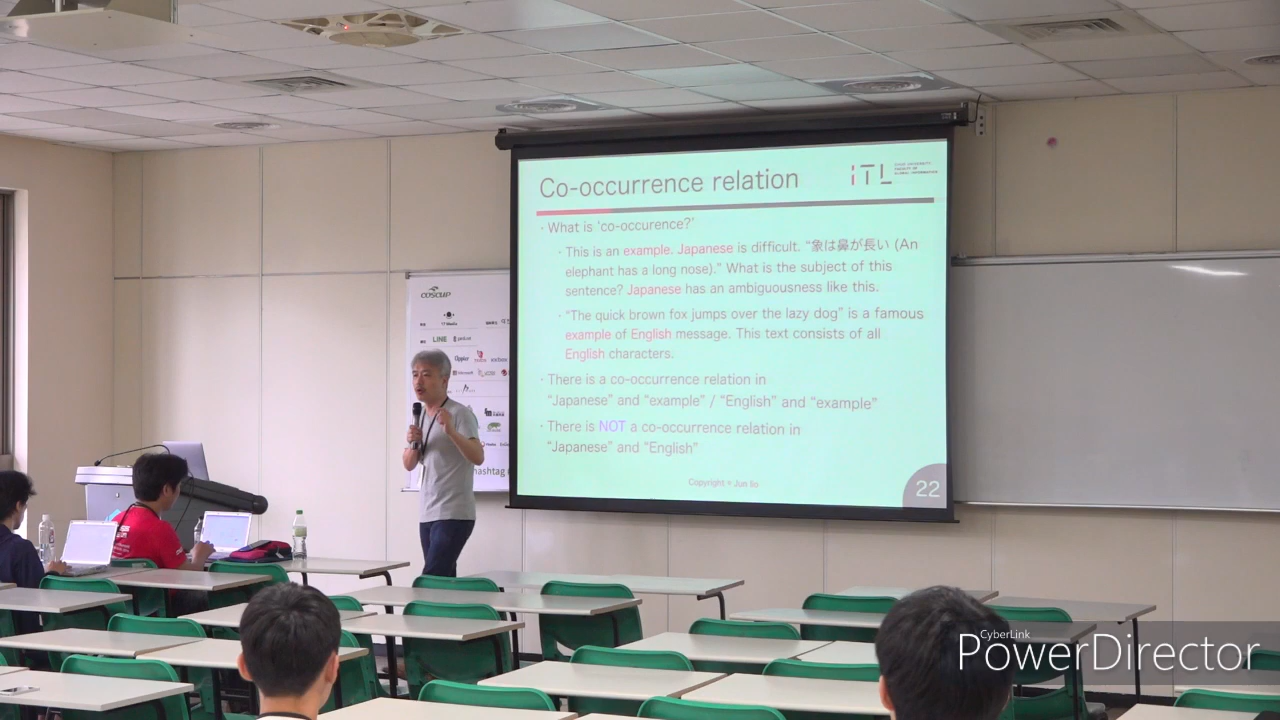 Co-occurrence relation
iTL
· What is ‘co-occurence?’
· This is an example. Japanese is difficult. “象は鼻が長い (An
elephant has a long nose).” What is the subject of this
sentence? Japanese has an ambiguousness like this.
· “The quick brown fox jumps over the lazy dog” is a famous
example of English message. This text consists of all
English characters.
· There is a co-occurrence relation in
“Japanese” and “example” / “English” and “example”
· There is NOT a co-occurrence relation in
“Japanese” and “English”
Copyright © Jun Iio
22
COSCUP
LINE
hashtag
CyberLink
PowerDirector